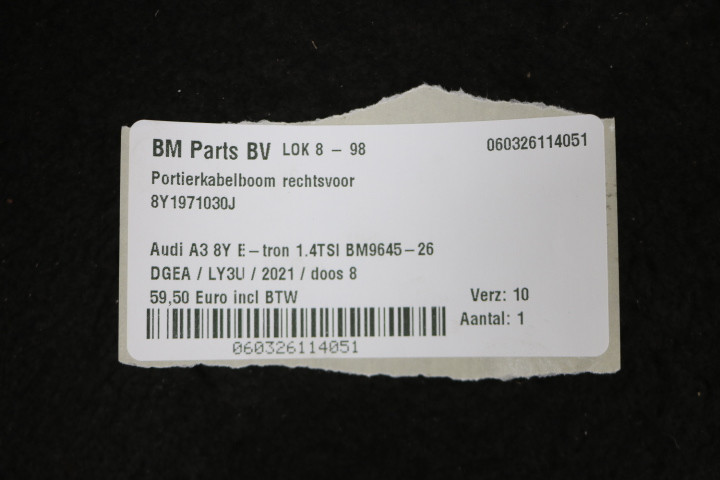 BM Parts BV LOK 8 - 98 060326114051
Portierkabelboom rechtsvoor
8Y1971030J
Audi A3 8Y E-tron 1.4TSI BM9645-26
DGEA / LY3U / 2021 / doos 8
59,50 Euro incl BTW Verz: 10
Aantal: 1
060326114051